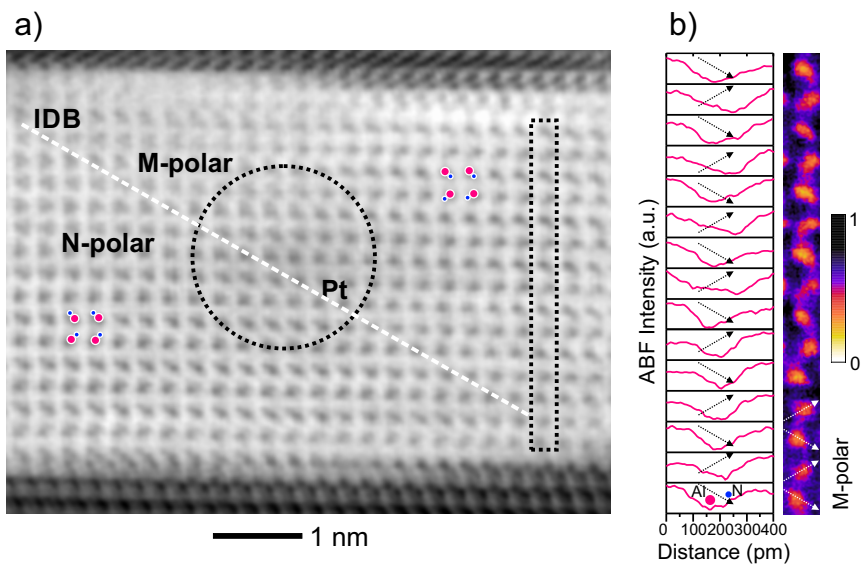 a)
IDB
M-polar
N-polar
Pt
1 nm
b)
ABF Intensity (a.u.)
Al
N
0 100 200 300 400
Distance (pm)
1
0
M-polar